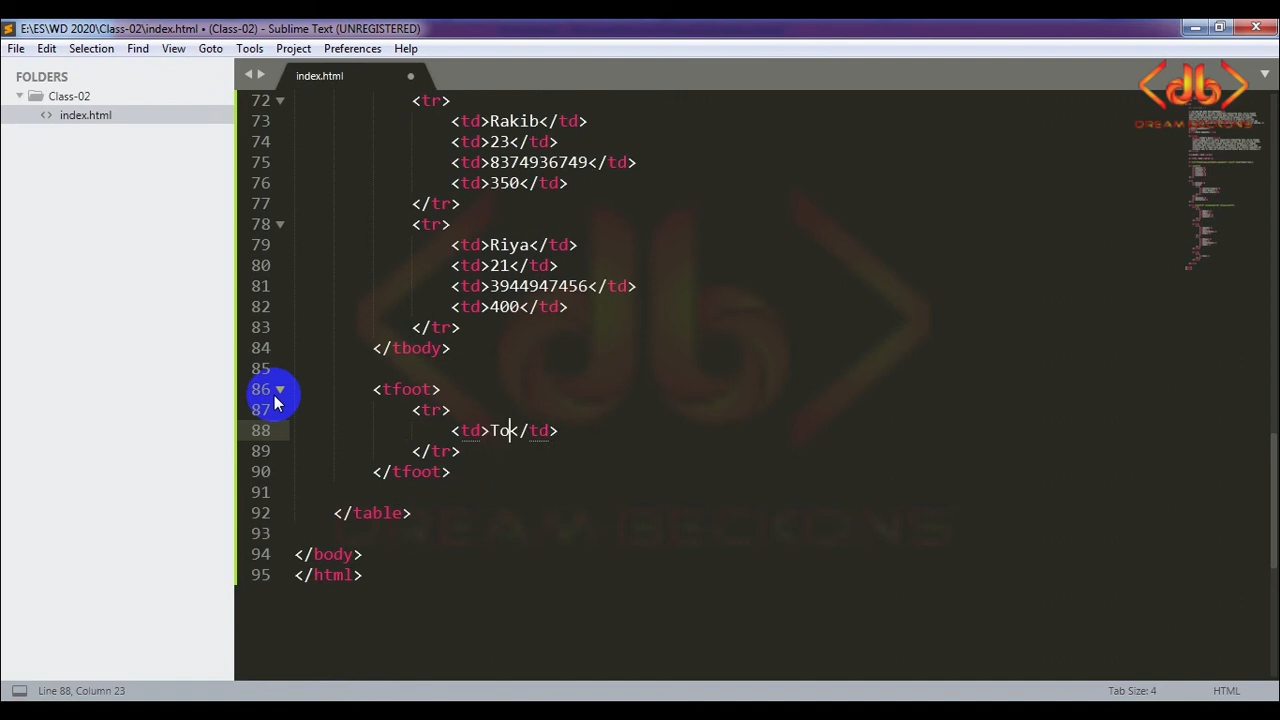 E:\ES\WD 2020\Class-02\index.html • (Class-02) - Sublime Text (UNREGISTERED)
File Edit Selection Find View Goto Tools Project Preferences Help
FOLDERS
Class-02
index.html
index.html
DREAM BECKONS
72 <tr>
73 <td>Rakib</td>
74 <td>23</td>
75 <td>8374936749</td>
76 <td>350</td>
77 </tr>
78 <tr>
79 <td>Riya</td>
80 <td>21</td>
81 <td>3944947456</td>
82 <td>400</td>
83 </tr>
84 </tbody>
85
86 <tfoot>
87 <tr>
88 <td>To</td>
89 </tr>
90 </tfoot>
91
92 </table>
93
94 </body>
95 </html>
DREAM BECKONS
Line 88, Column 23 Tab Size: 4 HTML